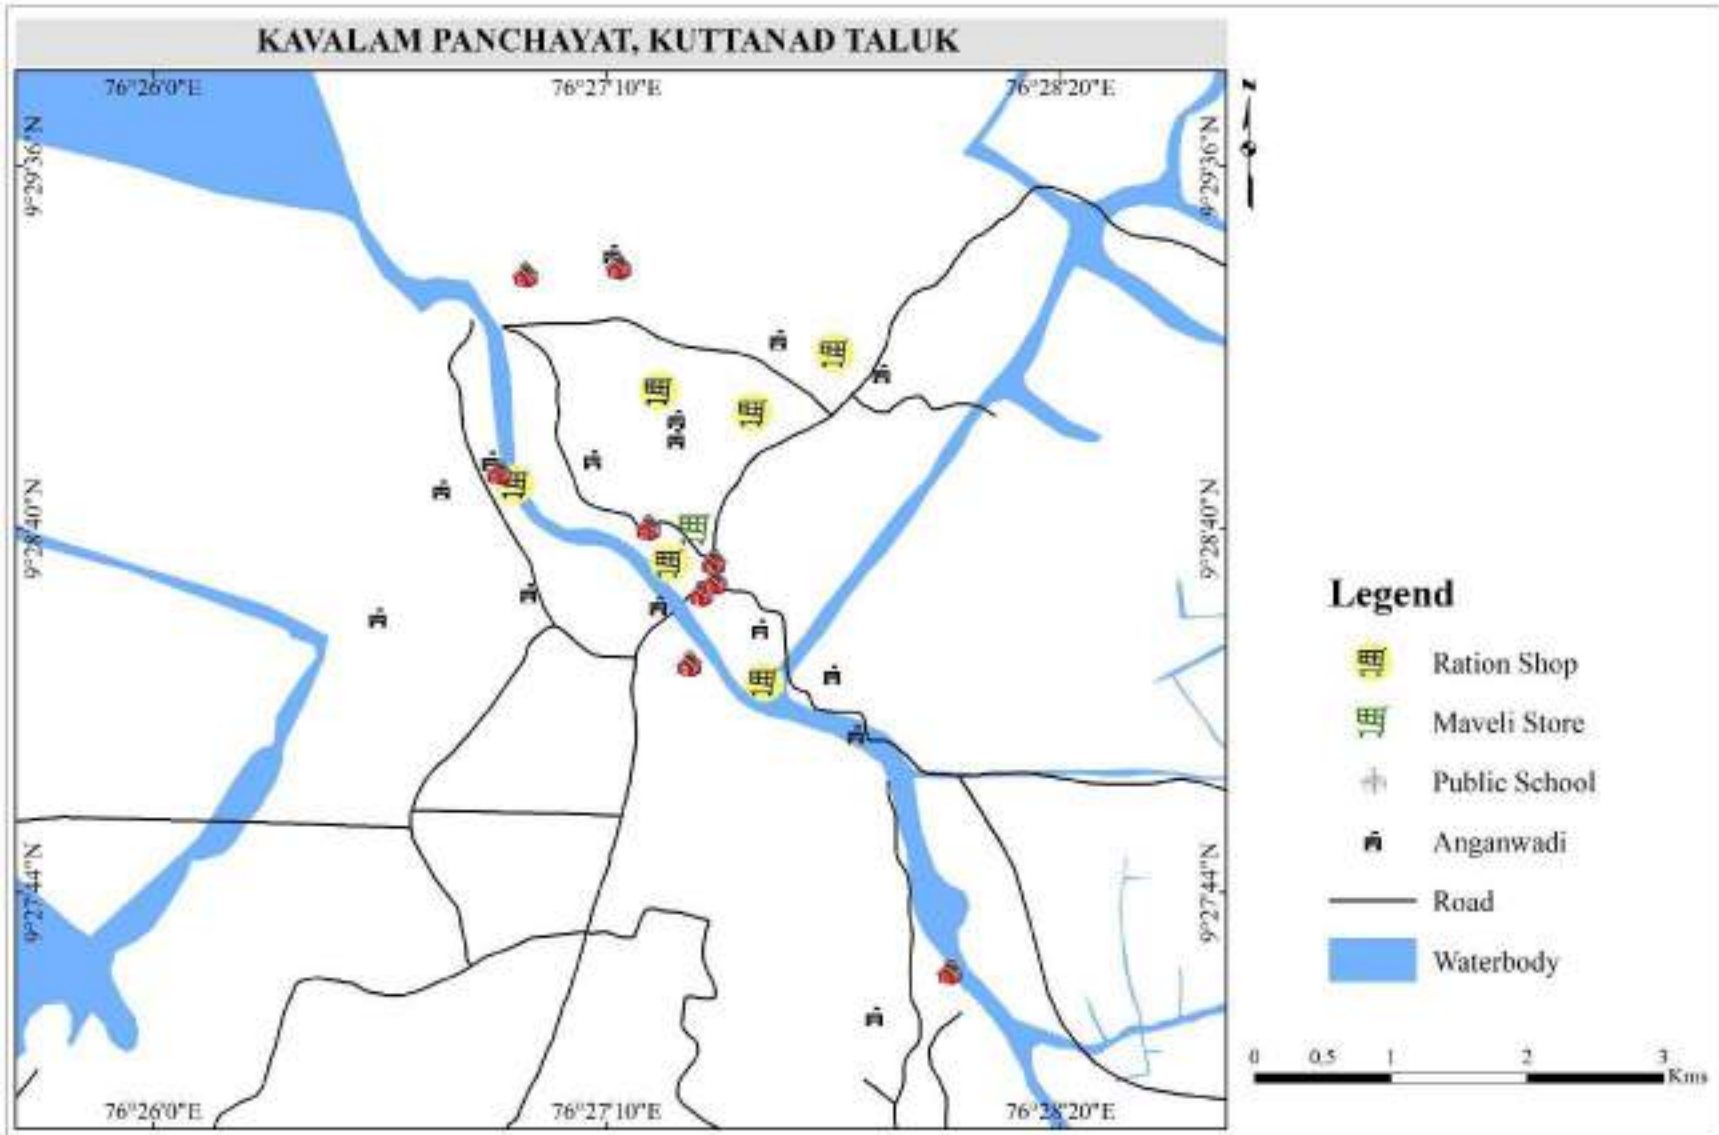 KAVALAM PANCHAYAT, KUTTANAD TALUK
76°26'0"E 76°27'10"E 76°28'20"E
N
9°29'36"N 9°29'36"N
9°28'40"N 9°28'40"N
9°27'44"N 9°27'44"N
76°26'0"E 76°27'10"E 76°28'20"E
Legend
Ration Shop
Maveli Store
Public School
Anganwadi
Road
Waterbody
0 0.5 1 2 3
Kms